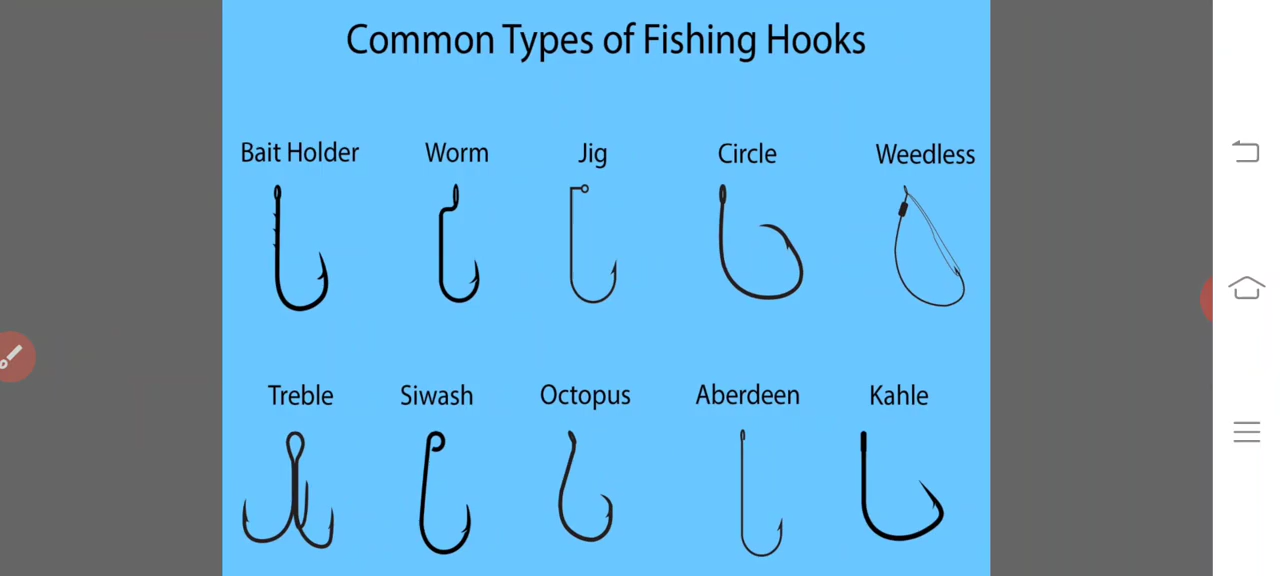 Common Types of Fishing Hooks
Bait Holder Worm Jig Circle Weedless
Treble Siwash Octopus Aberdeen Kahle